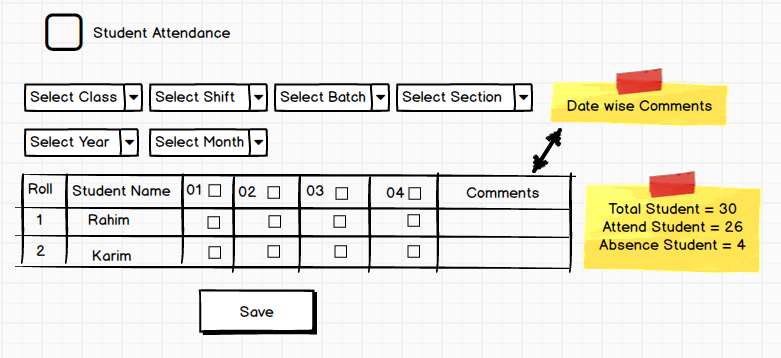 Student Attendance
Select Class Select Shift Select Batch Select Section
Date wise Comments
Select Year Select Month
Roll Student Name 01 02 03 04 Comments
1 Rahim
2 Karim
Total Student = 30
Attend Student = 26
Absence Student = 4
Save